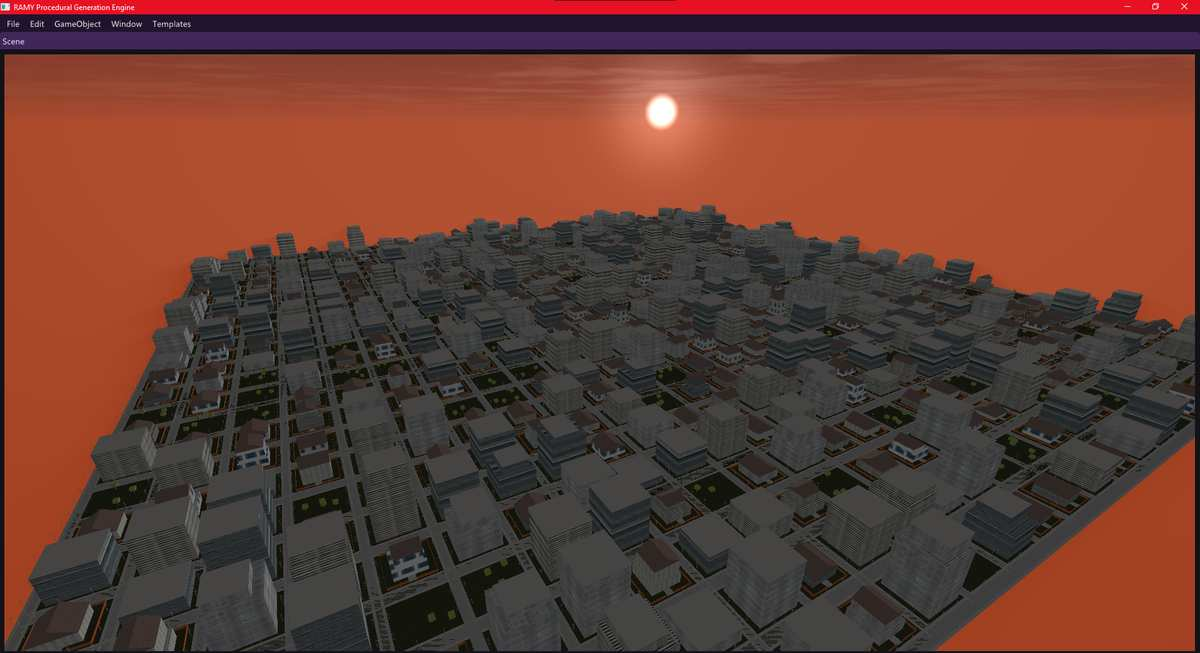 RAMY Procedural Generation Engine
File Edit GameObject Window Templates
Scene